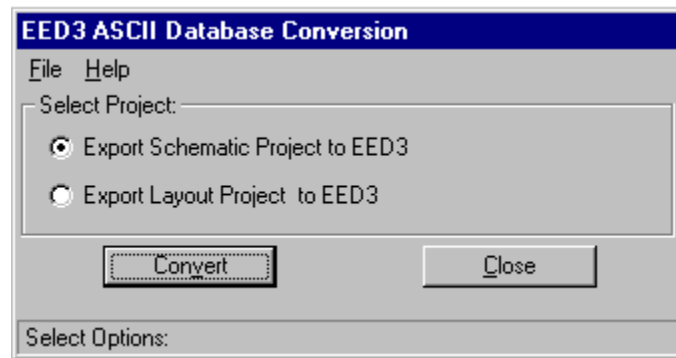 EED3 ASCII Database Conversion
File Help
Select Project:
Export Schematic Project to EED3
Export Layout Project to EED3
Convert Close
Select Options: